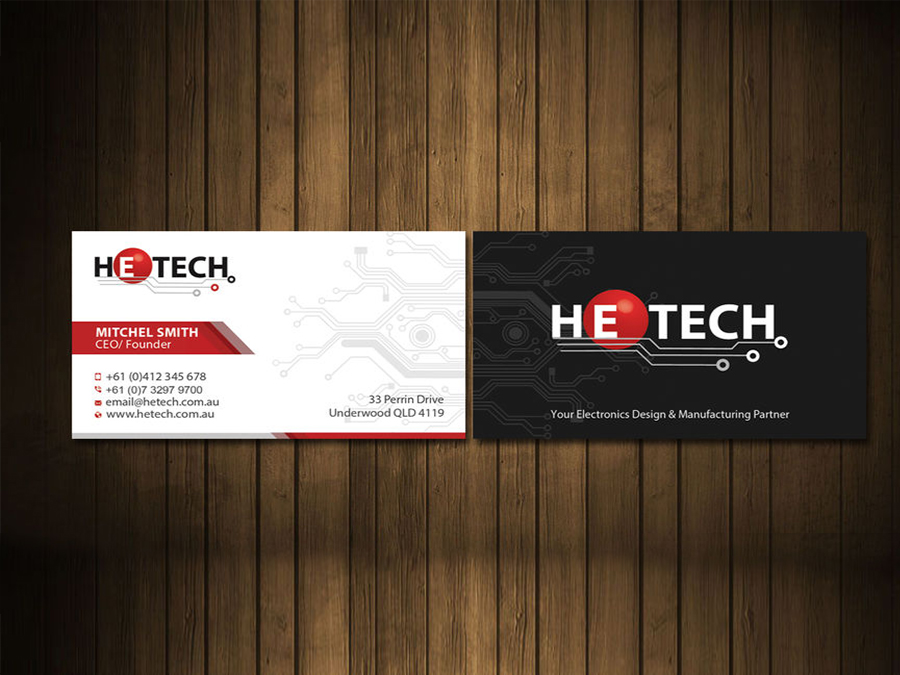 HETECH
MITCHEL SMITH
CEO/ Founder
+61 (0)412 345 678
+61 (0)7 3297 9700
email@hetech.com.au
www.hetech.com.au
33 Perrin Drive
Underwood QLD 4119
HETECH
Your Electronics Design & Manufacturing Partner